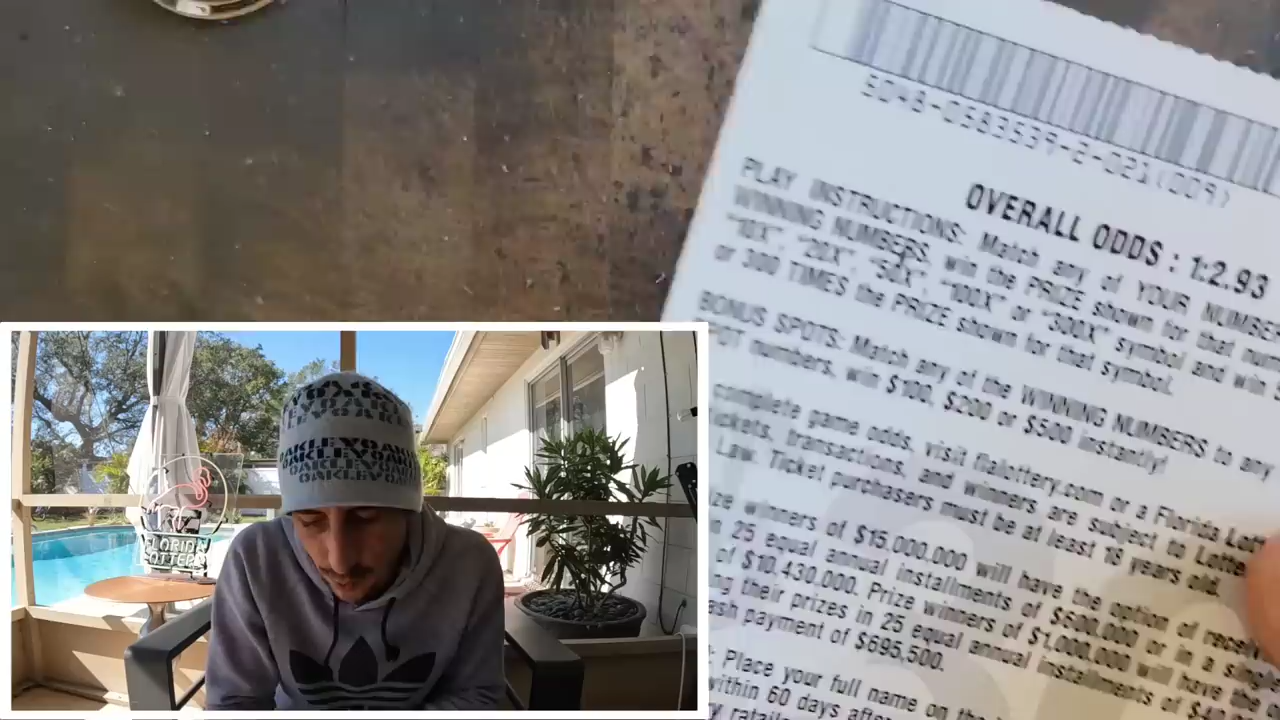 5048-0383539-2-021(009)
OVERALL ODDS : 1:2.93
PLAY INSTRUCTIONS: Match any of YOUR NUMBERS
WINNING NUMBERS, win the PRIZE shown for that
"10X", "20X", "50X", "100X" or "300X" symbol and win
or 300 TIMES the PRIZE shown for that symbol.
BONUS SPOTS: Match any of the WINNING NUMBERS to any
numbers, win $100, $200 or $500 instantly!
complete game odds, visit flalottery.com or a Florida
transactions, and winners are subject to
Law. Ticket purchasers must be at least 18 years old.
winners of $15,000,000 will have the option of
25 equal annual installments of $600,000 or in a
of $10,430,000. Prize winners of $1,000,000 will have the
their prizes in 25 equal annual installments of
payment of $695,500.
Place your full name on the
within 60 days after
OAKLEY
FLORIDA
LOTTERY